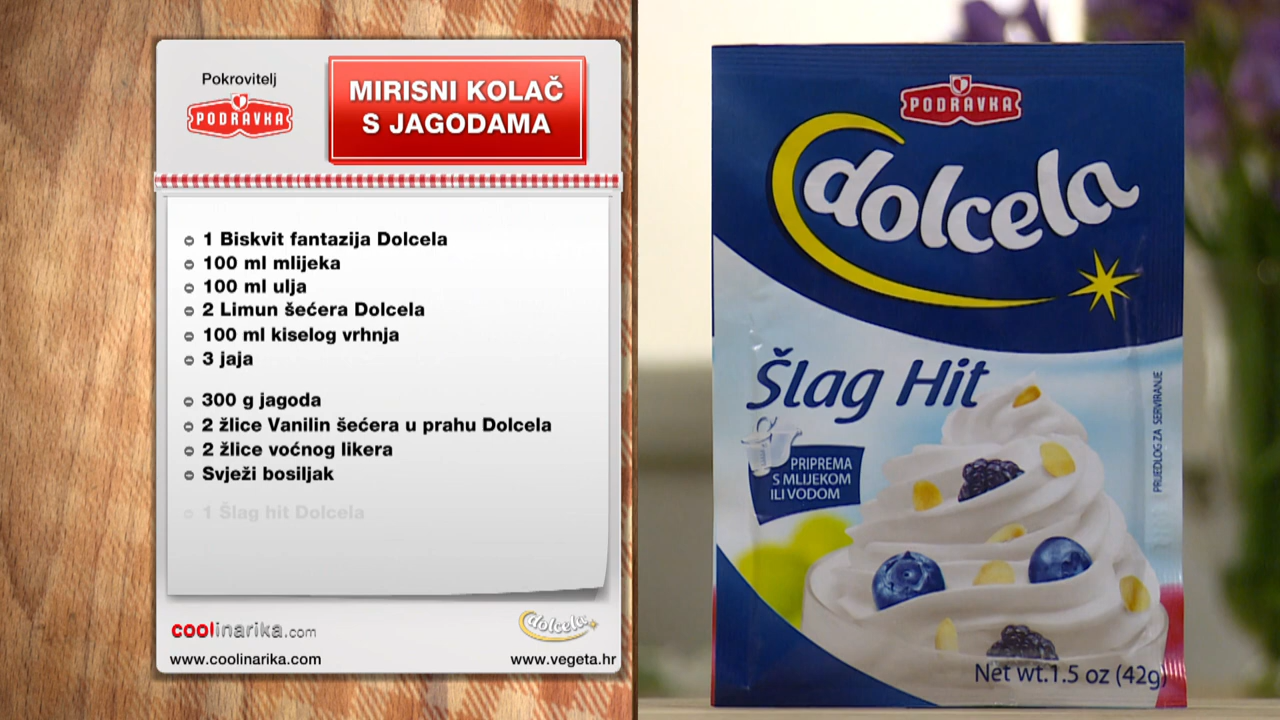 Pokrovitelj
PODRAVKA
MIRISNI KOLAČ
S JAGODAMA
1 Biskvit fantazija Dolcela
100 ml mlijeka
100 ml ulja
2 Limun šećera Dolcela
100 ml kiselog vrhnja
3 jaja
300 g jagoda
2 žlice Vanilin šećera u prahu Dolcela
2 žlice voćnog likera
Svježi bosiljak
1 Šlag hit Dolcela
coolinarika.com
dolcela
www.coolinarika.com
www.vegeta.hr
PODRAVKA
dolcela
Šlag Hit
PRIPREMA
S MLIJEKOM
ILI VODOM
PRIJEDLOG ZA SERVIRANJE
Net wt.1.5 oz (42g)